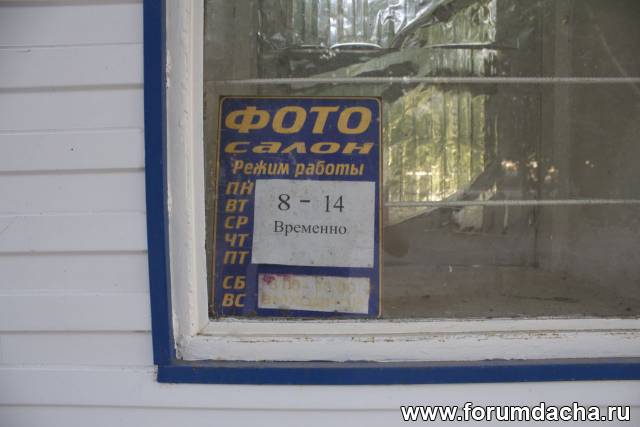 ФОТО
салон
Режим работы
ПН
ВТ
СР
ЧТ
ПТ
8 - 14
Временно
СБ
ВС
www.forumdacha.ru